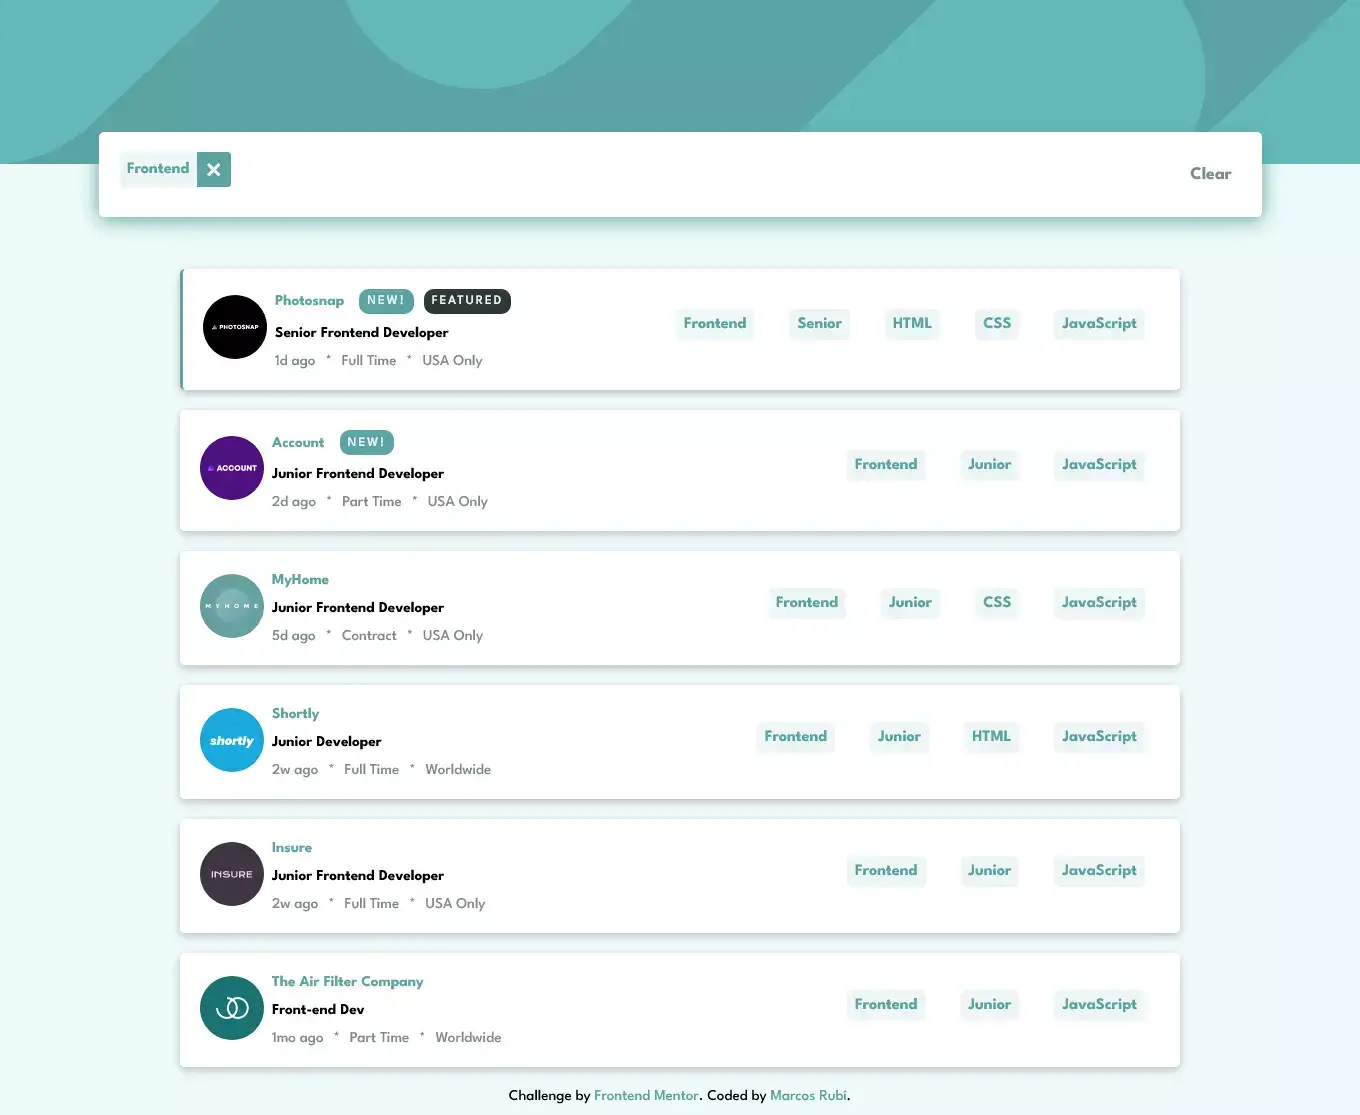 Frontend ✕ Clear
PHOTOSNAP
Photosnap NEW! FEATURED
Senior Frontend Developer
1d ago * Full Time * USA Only
Frontend Senior HTML CSS JavaScript
ACCOUNT
Account NEW!
Junior Frontend Developer
2d ago * Part Time * USA Only
Frontend Junior JavaScript
MYHOME
MyHome
Junior Frontend Developer
5d ago * Contract * USA Only
Frontend Junior CSS JavaScript
shortly
Shortly
Junior Developer
2w ago * Full Time * Worldwide
Frontend Junior HTML JavaScript
INSURE
Insure
Junior Frontend Developer
2w ago * Full Time * USA Only
Frontend Junior JavaScript
The Air Filter Company
Front-end Dev
1mo ago * Part Time * Worldwide
Frontend Junior JavaScript
Challenge by Frontend Mentor. Coded by Marcos Rubí.